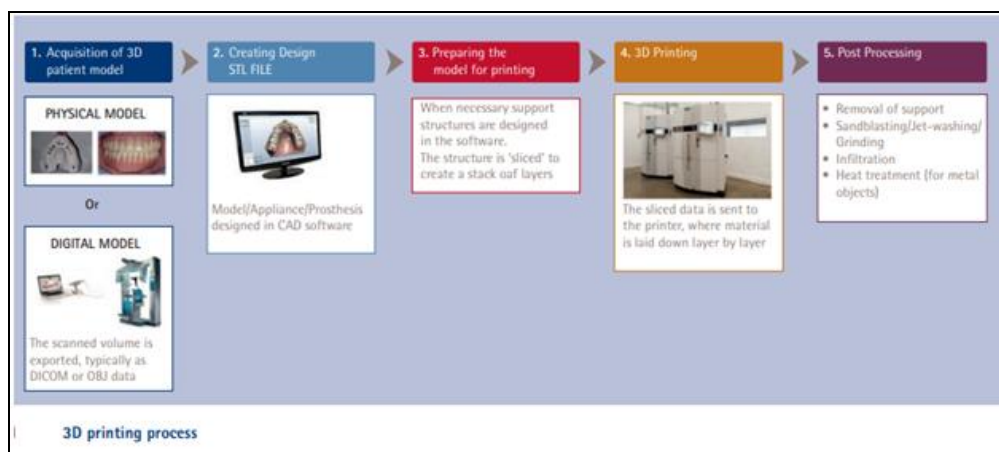 1. Acquisition of 3D
patient model
PHYSICAL MODEL
Or
DIGITAL MODEL
The scanned volume is
exported, typically as
DICOM or OBJ data
2. Creating Design
STL FILE
Model/Appliance/Prosthesis
designed in CAD software
3. Preparing the
model for printing
When necessary support
structures are designed
in the software.
The structure is 'sliced' to
create a stack oaf layers
4. 3D Printing
The sliced data is sent to
the printer, where material
is laid down layer by layer
5. Post Processing
• Removal of support
• Sandblasting/Jet-washing/
Grinding
• Infiltration
• Heat treatment (for metal
objects)
3D printing process